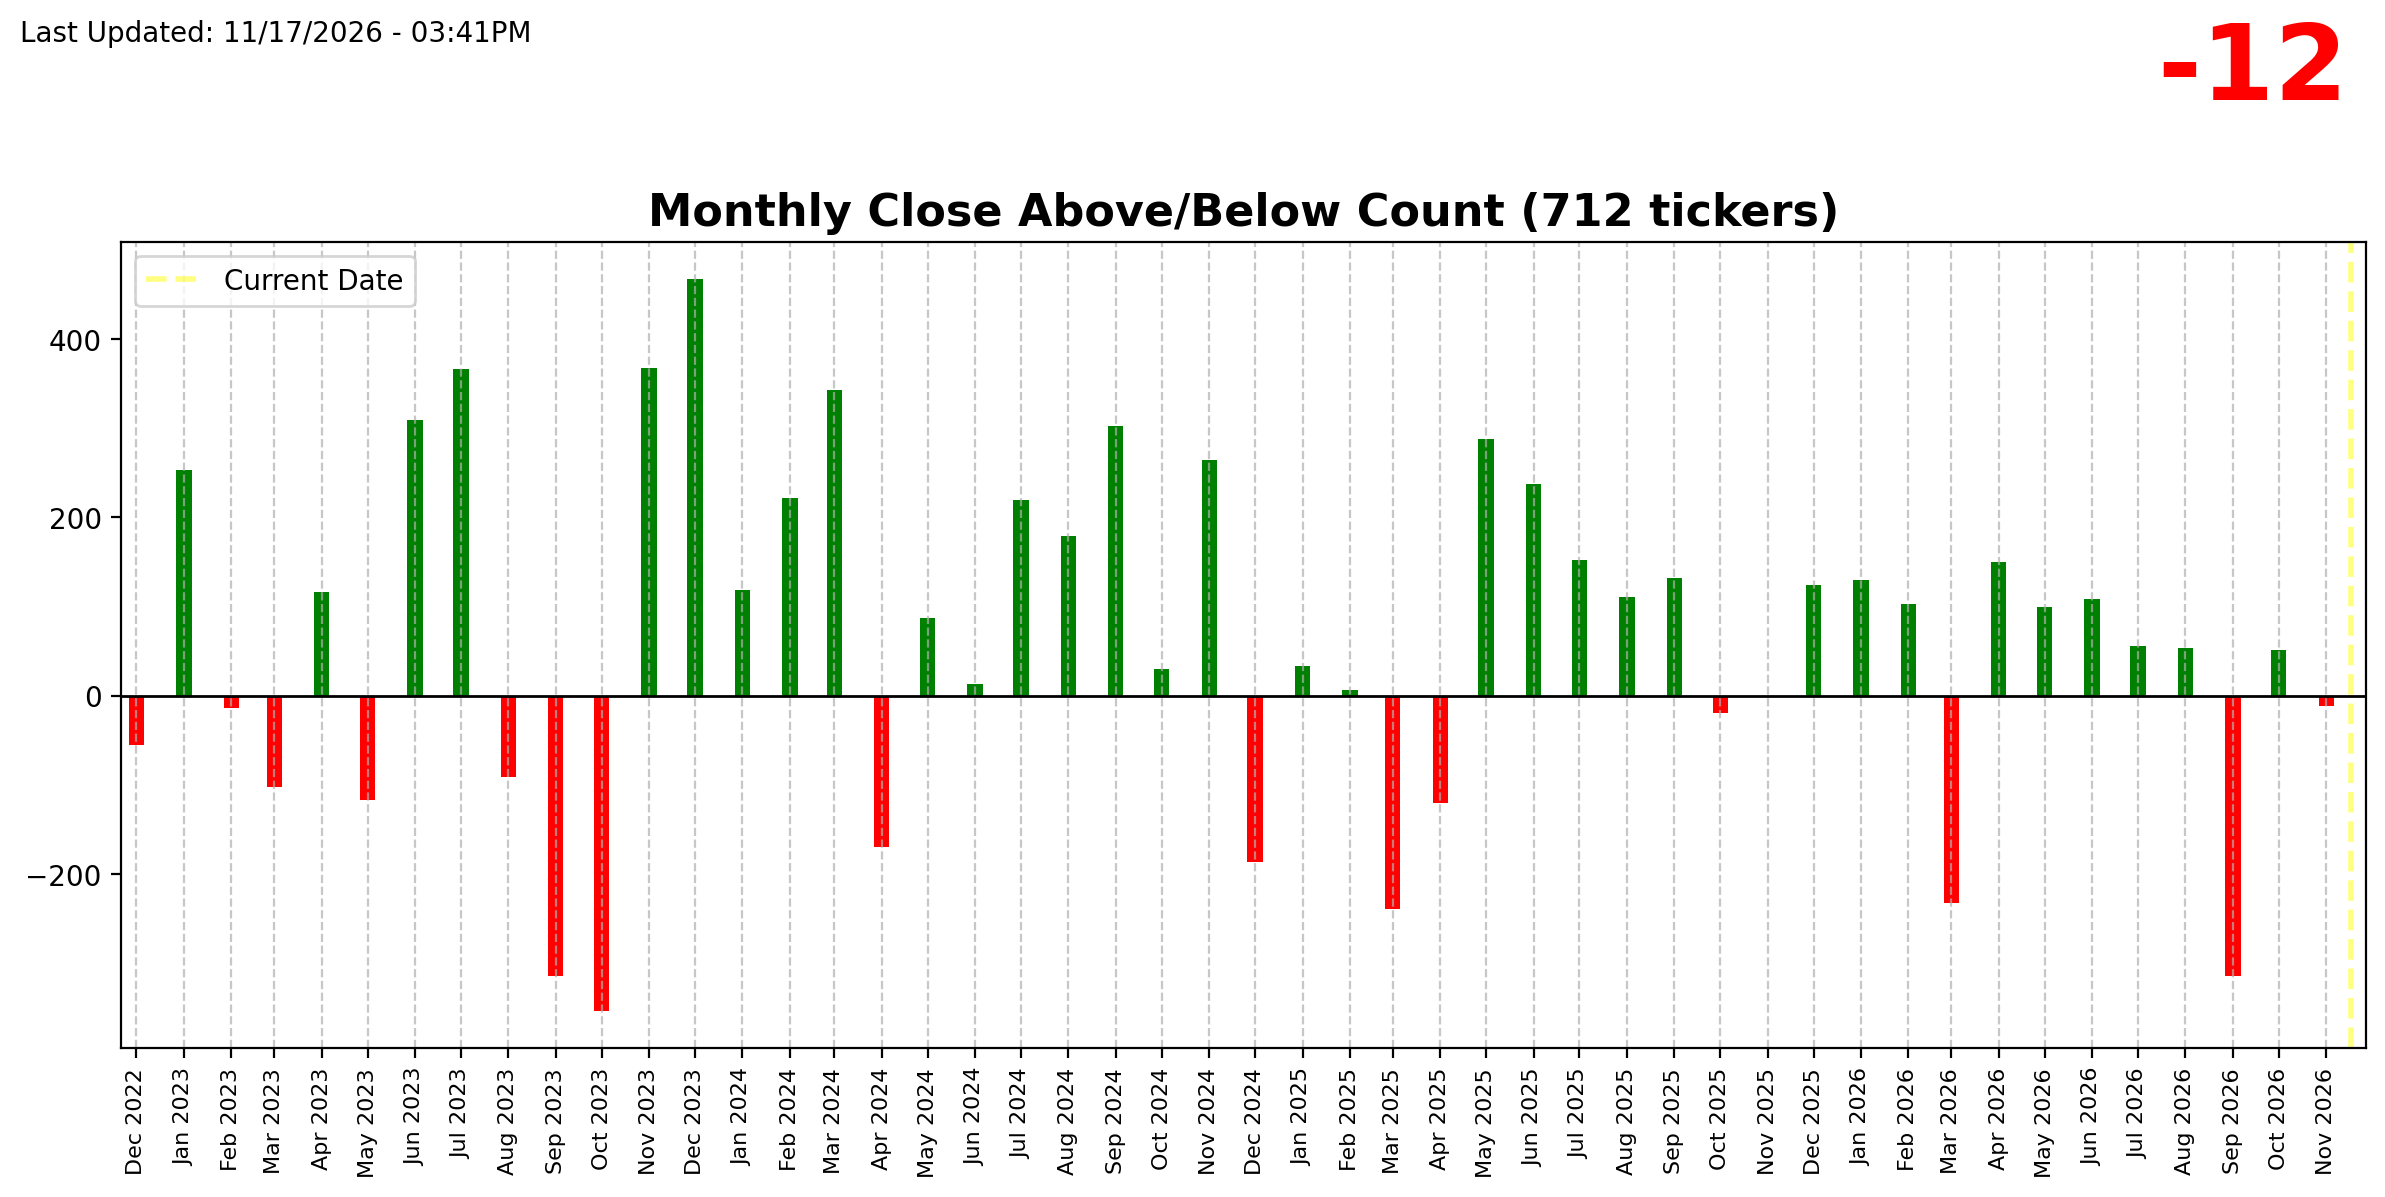 Last Updated: 11/17/2026 - 03:41PM
-12
Monthly Close Above/Below Count (712 tickers)
Current Date
400
200
0
−200
Dec 2022
Jan 2023
Feb 2023
Mar 2023
Apr 2023
May 2023
Jun 2023
Jul 2023
Aug 2023
Sep 2023
Oct 2023
Nov 2023
Dec 2023
Jan 2024
Feb 2024
Mar 2024
Apr 2024
May 2024
Jun 2024
Jul 2024
Aug 2024
Sep 2024
Oct 2024
Nov 2024
Dec 2024
Jan 2025
Feb 2025
Mar 2025
Apr 2025
May 2025
Jun 2025
Jul 2025
Aug 2025
Sep 2025
Oct 2025
Nov 2025
Dec 2025
Jan 2026
Feb 2026
Mar 2026
Apr 2026
May 2026
Jun 2026
Jul 2026
Aug 2026
Sep 2026
Oct 2026
Nov 2026